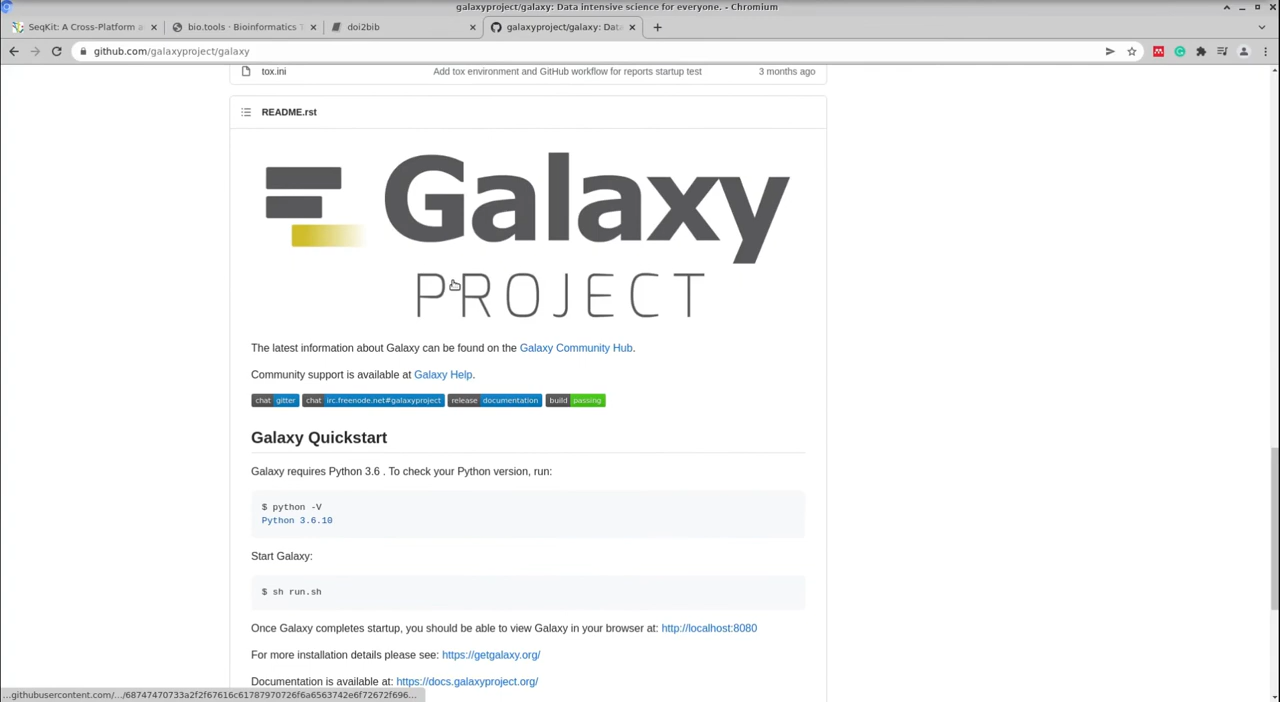 galaxyproject/galaxy: Data intensive science for everyone. - Chromium
SeqKit: A Cross-Platform a
bio.tools · Bioinformatics T
doi2bib
galaxyproject/galaxy: Data
github.com/galaxyproject/galaxy
tox.ini Add tox environment and GitHub workflow for reports startup test 3 months ago
README.rst
Galaxy
PROJECT
The latest information about Galaxy can be found on the Galaxy Community Hub.
Community support is available at Galaxy Help.
chat gitter chat irc.freenode.net#galaxyproject release documentation build passing
Galaxy Quickstart
Galaxy requires Python 3.6 . To check your Python version, run:
$ python -V
Python 3.6.10
Start Galaxy:
$ sh run.sh
Once Galaxy completes startup, you should be able to view Galaxy in your browser at: http://localhost:8080
For more installation details please see: https://getgalaxy.org/
Documentation is available at: https://docs.galaxyproject.org/